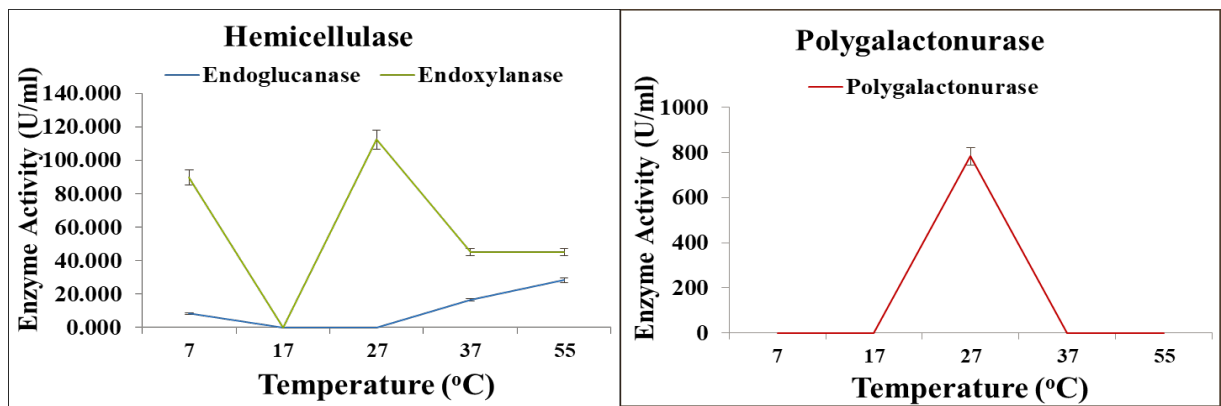 Hemicellulase
Endoglucanase Endoxylanase
Enzyme Activity (U/ml)
140.000
120.000
100.000
80.000
60.000
40.000
20.000
0.000
7 17 27 37 55
Temperature (°C)
Polygalactonurase
Polygalactonurase
Enzyme Activity (U/ml)
1000
800
600
400
200
0
7 17 27 37 55
Temperature (°C)